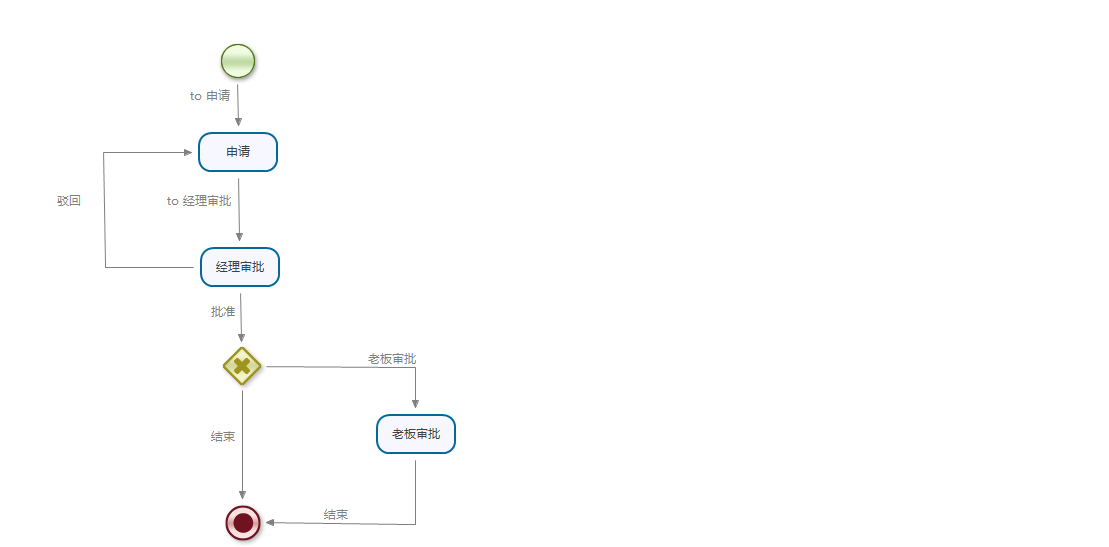 to 申请
申请
驳回
to 经理审批
经理审批
批准
老板审批
老板审批
结束
结束